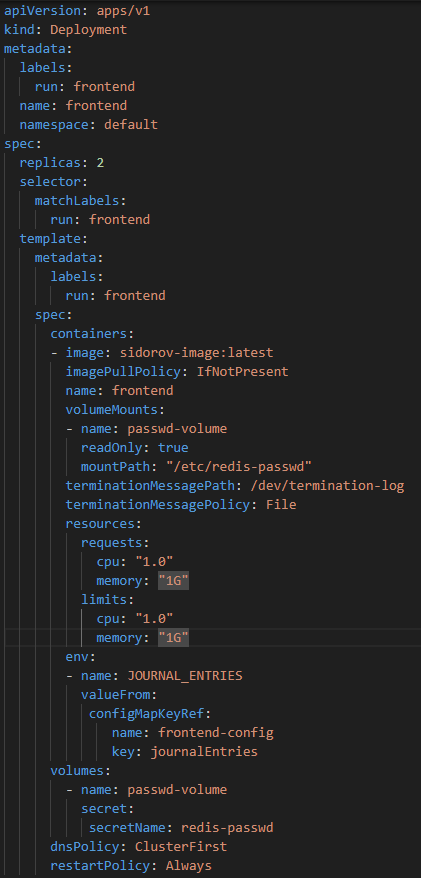 apiVersion: apps/v1
kind: Deployment
metadata:
  labels:
    run: frontend
  name: frontend
  namespace: default
spec:
  replicas: 2
  selector:
    matchLabels:
      run: frontend
  template:
    metadata:
      labels:
        run: frontend
    spec:
      containers:
      - image: sidorov-image:latest
        imagePullPolicy: IfNotPresent
        name: frontend
        volumeMounts:
        - name: passwd-volume
          readOnly: true
          mountPath: "/etc/redis-passwd"
        terminationMessagePath: /dev/termination-log
        terminationMessagePolicy: File
        resources:
          requests:
            cpu: "1.0"
            memory: "1G"
          limits:
            cpu: "1.0"
            memory: "1G"
        env:
        - name: JOURNAL_ENTRIES
          valueFrom:
           configMapKeyRef:
              name: frontend-config
              key: journalEntries
      volumes:
        - name: passwd-volume
          secret:
           secretName: redis-passwd
      dnsPolicy: ClusterFirst
      restartPolicy: Always